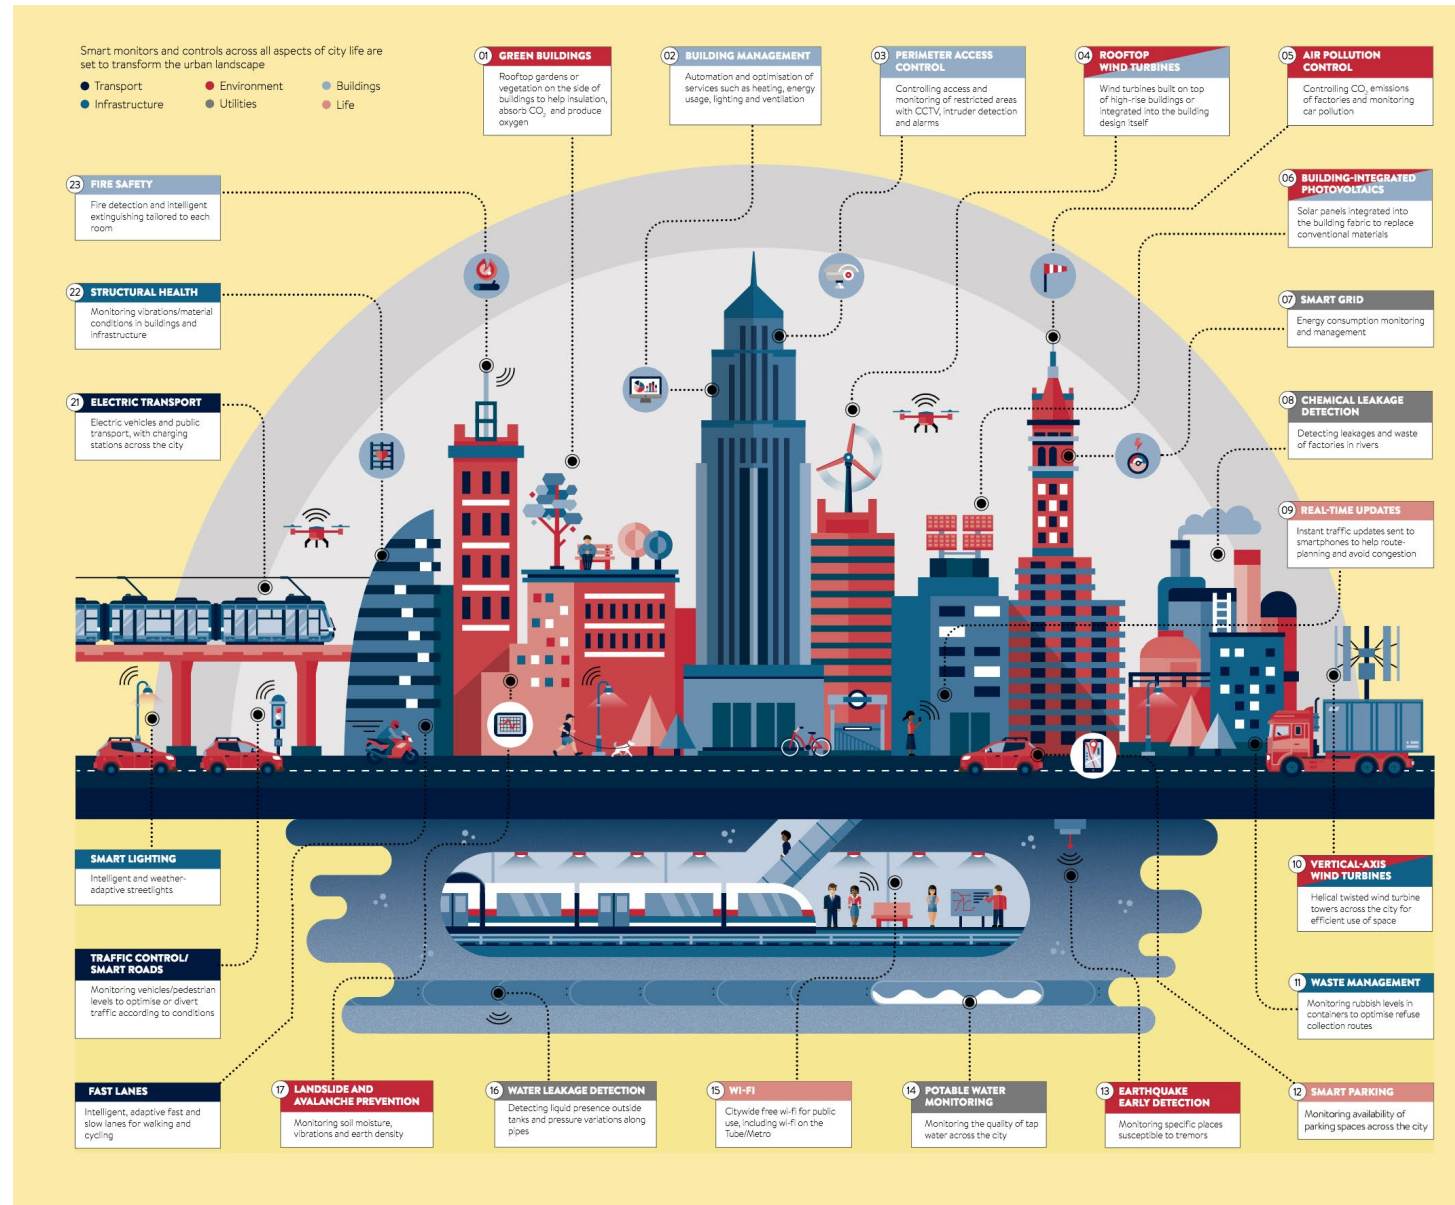 Smart monitors and controls across all aspects of city life are
set to transform the urban landscape
Transport
Environment
Buildings
Infrastructure
Utilities
Life
01 GREEN BUILDINGS
Rooftop gardens or
vegetation on the side of
buildings to help insulation,
absorb CO₂ and produce
oxygen
02 BUILDING MANAGEMENT
Automation and optimisation of
services such as heating, energy
usage, lighting and ventilation
03 PERIMETER ACCESS
CONTROL
Controlling access and
monitoring of restricted areas
with CCTV, intruder detection
and alarms
04 ROOFTOP
WIND TURBINES
Wind turbines built on top
of high-rise buildings or
integrated into the building
design itself
05 AIR POLLUTION
CONTROL
Controlling CO₂ emissions
of factories and monitoring
car pollution
06 BUILDING-INTEGRATED
PHOTOVOLTAICS
Solar panels integrated into
the building fabric to replace
conventional materials
07 SMART GRID
Energy consumption monitoring
and management
08 CHEMICAL LEAKAGE
DETECTION
Detecting leakages and waste
of factories in rivers
09 REAL-TIME UPDATES
Instant traffic updates sent to
smartphones to help route-
planning and avoid congestion
10 VERTICAL-AXIS
WIND TURBINES
Helical twisted wind turbine
towers across the city for
efficient use of space
11 WASTE MANAGEMENT
Monitoring rubbish levels in
containers to optimise refuse
collection routes
12 SMART PARKING
Monitoring availability of
parking spaces across the city
13 EARTHQUAKE
EARLY DETECTION
Monitoring specific places
susceptible to tremors
14 POTABLE WATER
MONITORING
Monitoring the quality of tap
water across the city
15 WI-FI
Citywide free wi-fi for public
use, including wi-fi on the
Tube/Metro
16 WATER LEAKAGE DETECTION
Detecting liquid presence outside
tanks and pressure variations along
pipes
17 LANDSLIDE AND
AVALANCHE PREVENTION
Monitoring soil moisture,
vibrations and earth density
FAST LANES
Intelligent, adaptive fast and
slow lanes for walking and
cycling
TRAFFIC CONTROL/
SMART ROADS
Monitoring vehicles/pedestrian
levels to optimise or divert
traffic according to conditions
SMART LIGHTING
Intelligent and weather-
adaptive streetlights
21 ELECTRIC TRANSPORT
Electric vehicles and public
transport, with charging
stations across the city
22 STRUCTURAL HEALTH
Monitoring vibrations/material
conditions in buildings and
infrastructure
23 FIRE SAFETY
Fire detection and intelligent
extinguishing tailored to each
room